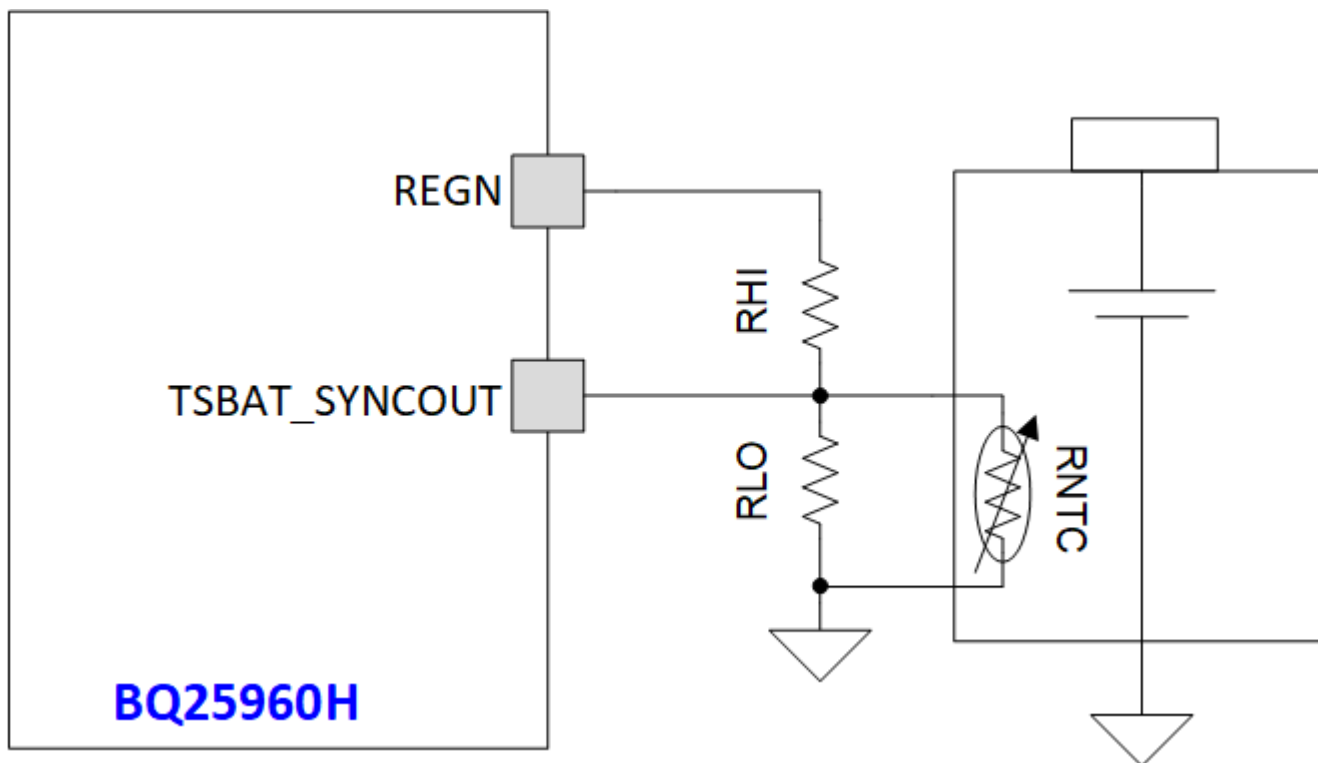 REGN
RHI
TSBAT_SYNCOUT
RLO
RNTC
BQ25960H